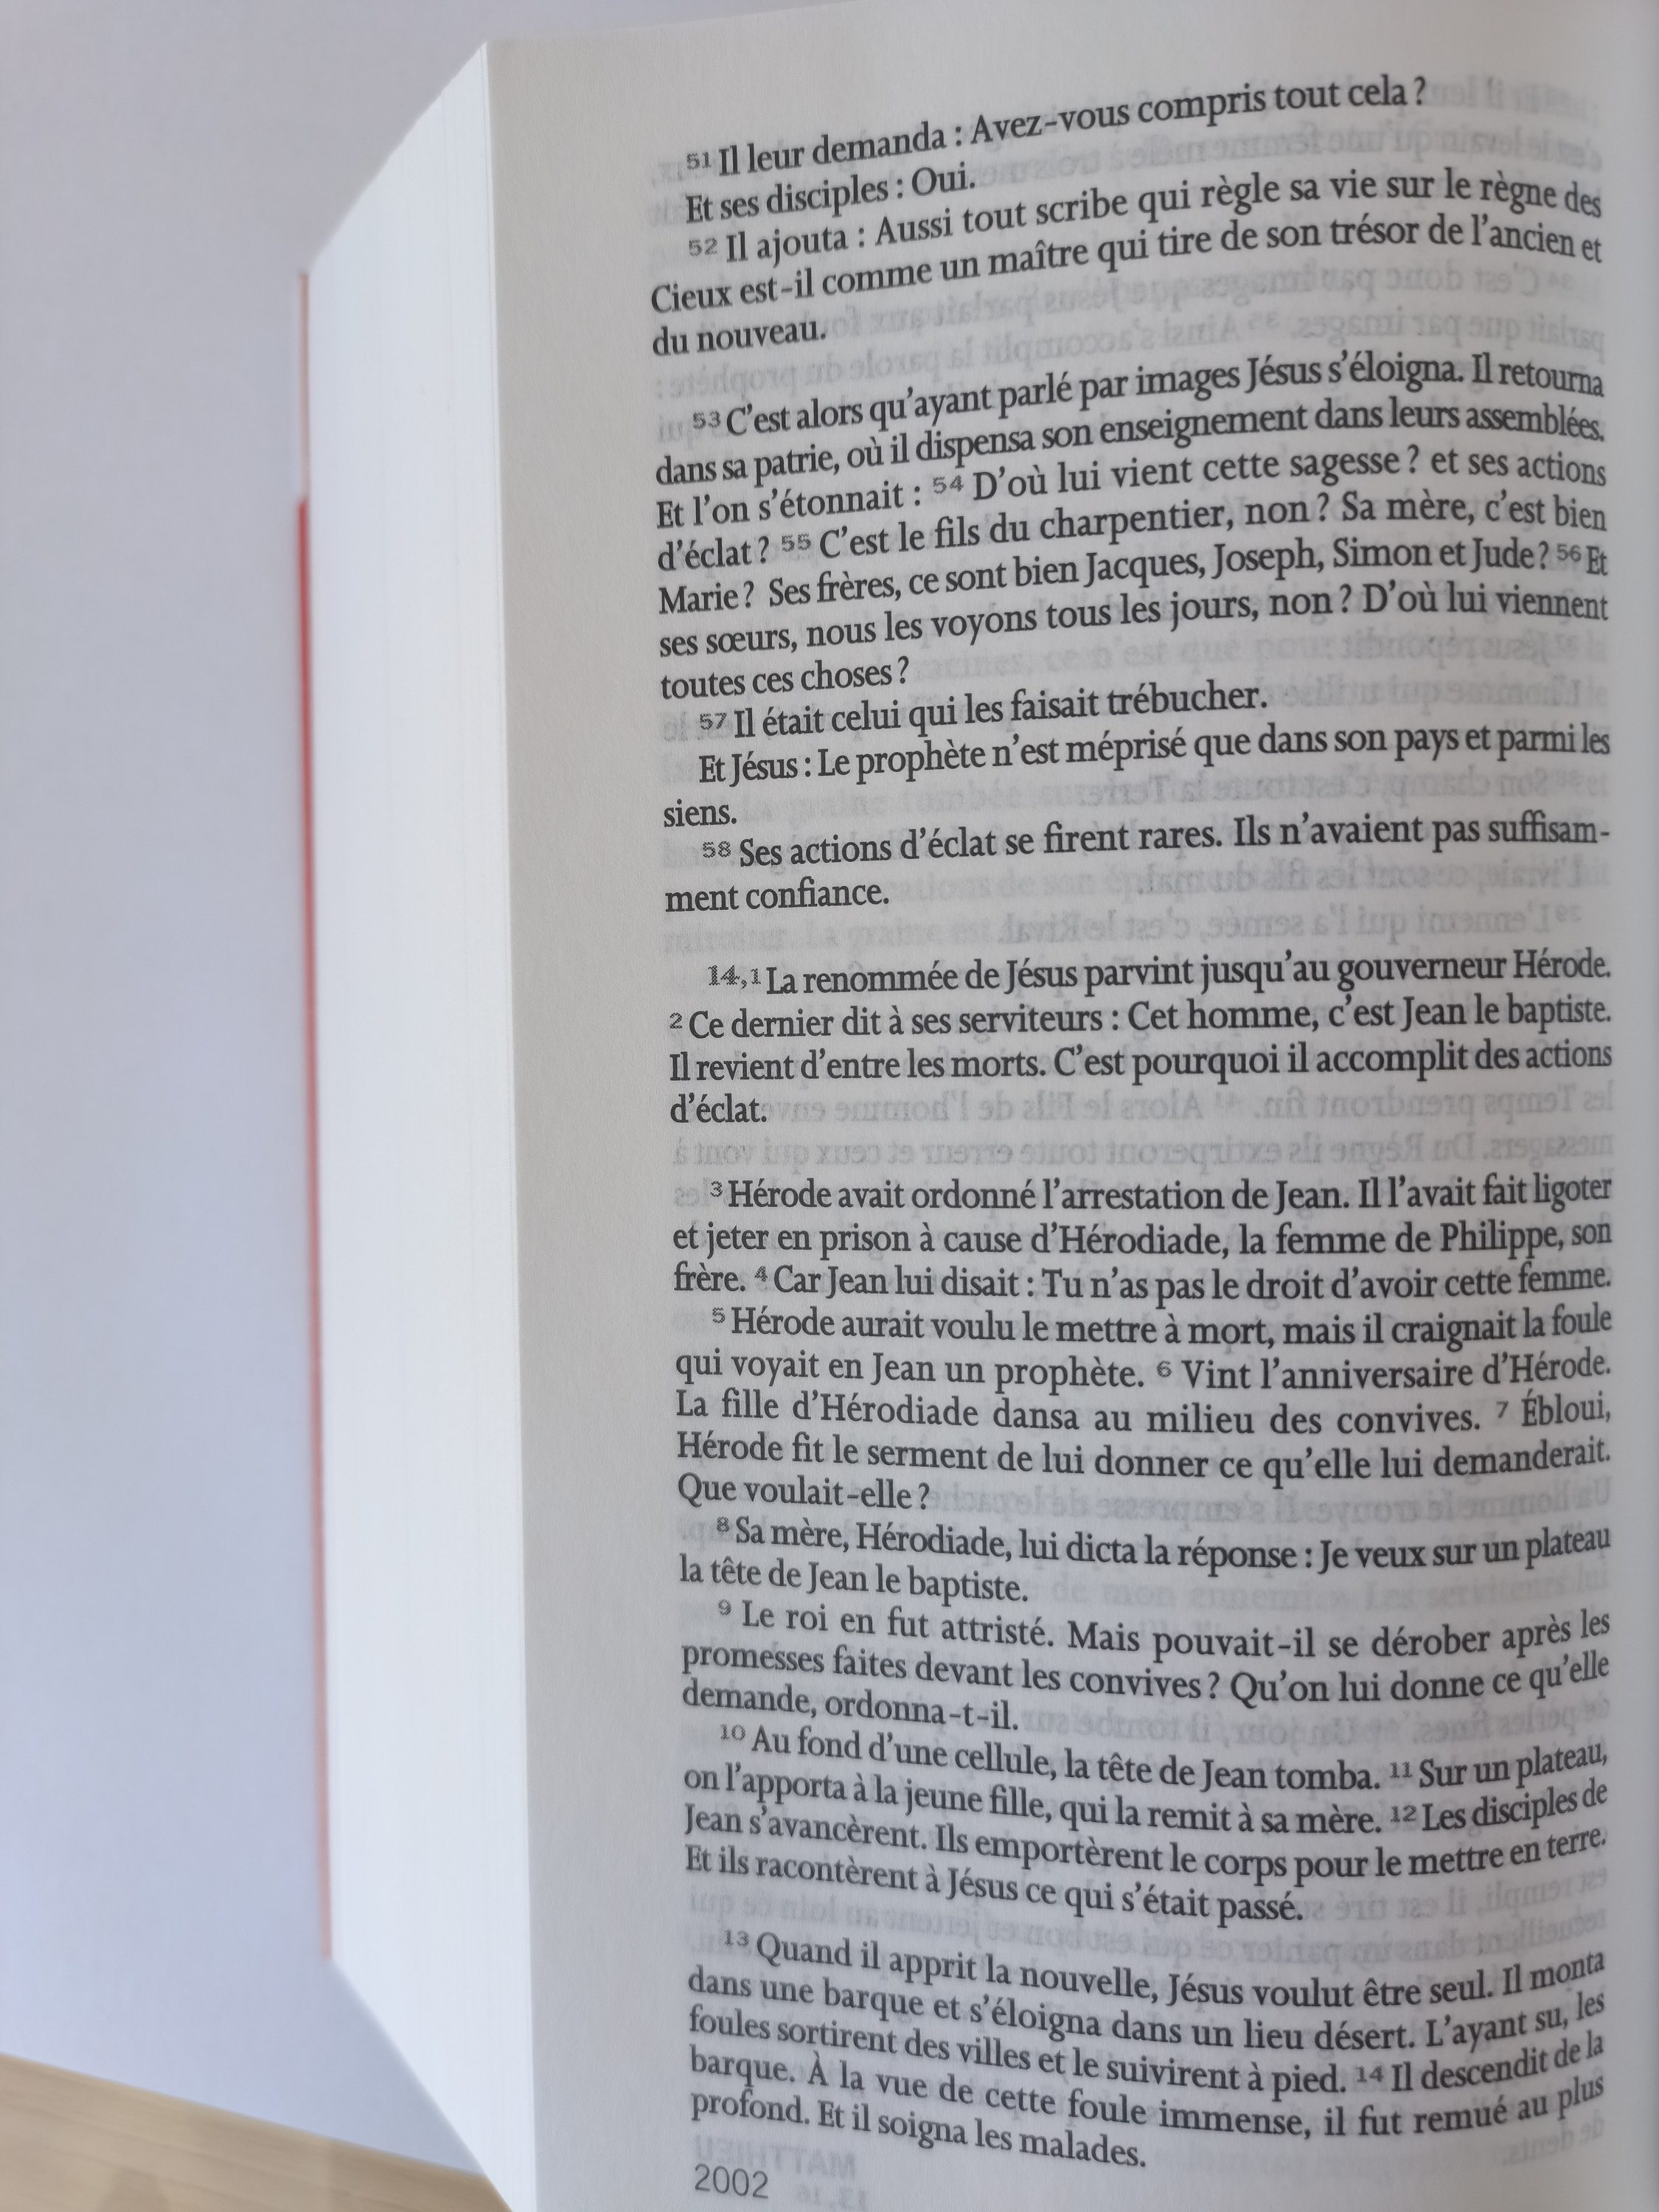 51 Il leur demanda : Avez-vous compris tout cela ?
Et ses disciples : Oui.
52 Il ajouta : Aussi tout scribe qui règle sa vie sur le règne des
Cieux est-il comme un maître qui tire de son trésor de l'ancien et
du nouveau.
53 C'est alors qu'ayant parlé par images Jésus s'éloigna. Il retourna
dans sa patrie, où il dispensa son enseignement dans leurs assemblées.
Et l'on s'étonnait : 54 D'où lui vient cette sagesse ? et ses actions
d'éclat ? 55 C'est le fils du charpentier, non ? Sa mère, c'est bien
Marie ? Ses frères, ce sont bien Jacques, Joseph, Simon et Jude ? 56 Et
ses sœurs, nous les voyons tous les jours, non ? D'où lui viennent
toutes ces choses ?
57 Il était celui qui les faisait trébucher.
Et Jésus : Le prophète n'est méprisé que dans son pays et parmi les
siens.
58 Ses actions d'éclat se firent rares. Ils n'avaient pas suffisam-
ment confiance.
14,1 La renommée de Jésus parvint jusqu'au gouverneur Hérode.
2 Ce dernier dit à ses serviteurs : Cet homme, c'est Jean le baptiste.
Il revient d'entre les morts. C'est pourquoi il accomplit des actions
d'éclat.
3 Hérode avait ordonné l'arrestation de Jean. Il l'avait fait ligoter
et jeter en prison à cause d'Hérodiade, la femme de Philippe, son
frère. 4 Car Jean lui disait : Tu n'as pas le droit d'avoir cette femme.
5 Hérode aurait voulu le mettre à mort, mais il craignait la foule
qui voyait en Jean un prophète. 6 Vint l'anniversaire d'Hérode.
La fille d'Hérodiade dansa au milieu des convives. 7 Ébloui,
Hérode fit le serment de lui donner ce qu'elle lui demanderait.
Que voulait-elle ?
8 Sa mère, Hérodiade, lui dicta la réponse : Je veux sur un plateau
la tête de Jean le baptiste.
9 Le roi en fut attristé. Mais pouvait-il se dérober après les
promesses faites devant les convives ? Qu'on lui donne ce qu'elle
demande, ordonna-t-il.
10 Au fond d'une cellule, la tête de Jean tomba. 11 Sur un plateau,
on l'apporta à la jeune fille, qui la remit à sa mère. 12 Les disciples de
Jean s'avancèrent. Ils emportèrent le corps pour le mettre en terre.
Et ils racontèrent à Jésus ce qui s'était passé.
13 Quand il apprit la nouvelle, Jésus voulut être seul. Il monta
dans une barque et s'éloigna dans un lieu désert. L'ayant su, les
foules sortirent des villes et le suivirent à pied. 14 Il descendit de la
barque. À la vue de cette foule immense, il fut remué au plus
profond. Et il soigna les malades.
2002